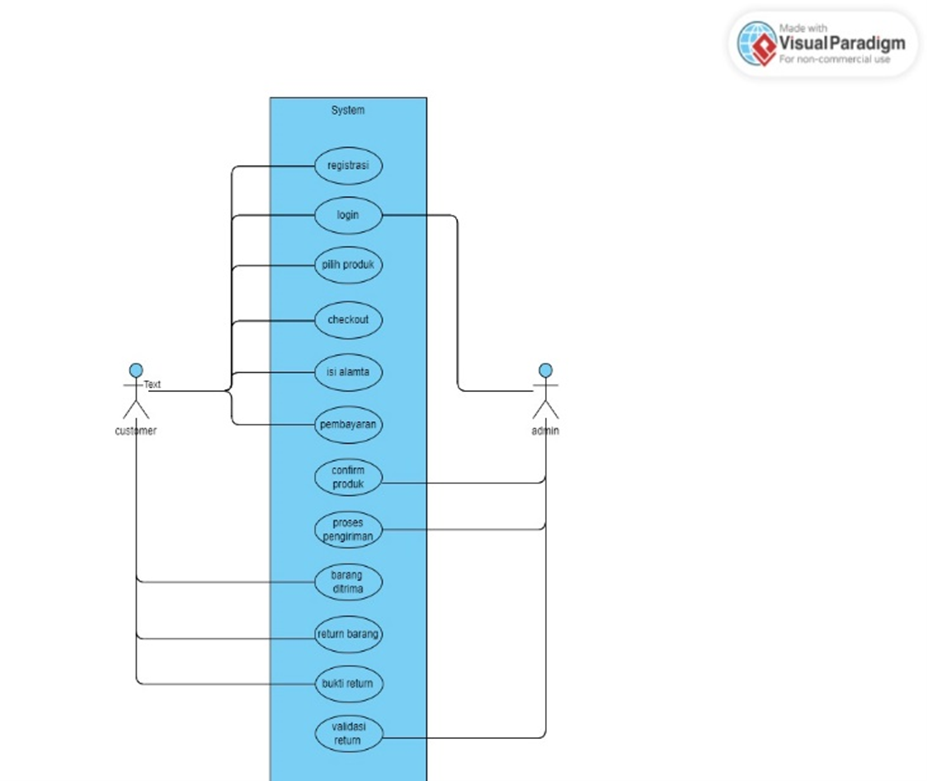 Made with
Visual Paradigm
For non-commercial use
System
registrasi
login
pilih produk
checkout
isi alamta
Text
customer
admin
pembayaran
confirm
produk
proses
pengiriman
barang
ditrima
return barang
bukti return
validasi
return